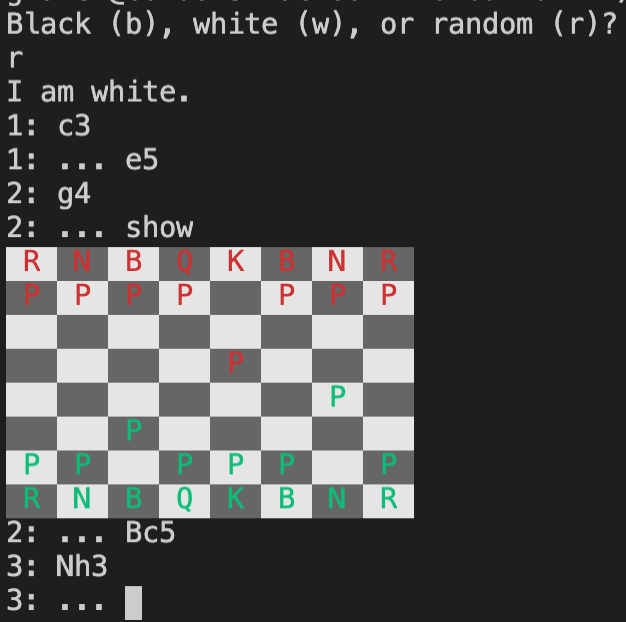 Black (b), white (w), or random (r)?
r
I am white.
1: c3
1: ... e5
2: g4
2: ... show
R N B Q K B N R
P P P P P P P
P
P
P
P P P P P P
R N B Q K B N R
2: ... Bc5
3: Nh3
3: ...